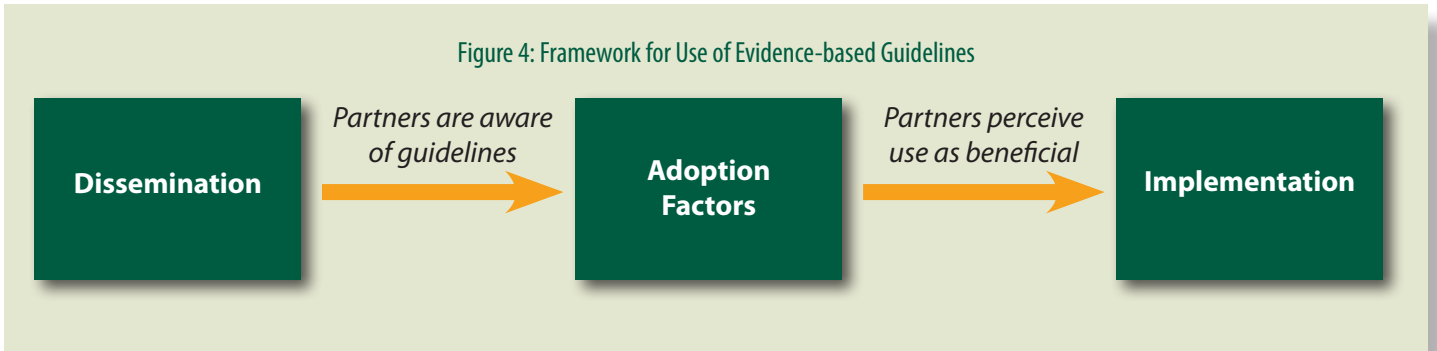 Figure 4: Framework for Use of Evidence-based Guidelines
Dissemination
Partners are aware
of guidelines
Adoption
Factors
Partners perceive
use as beneficial
Implementation